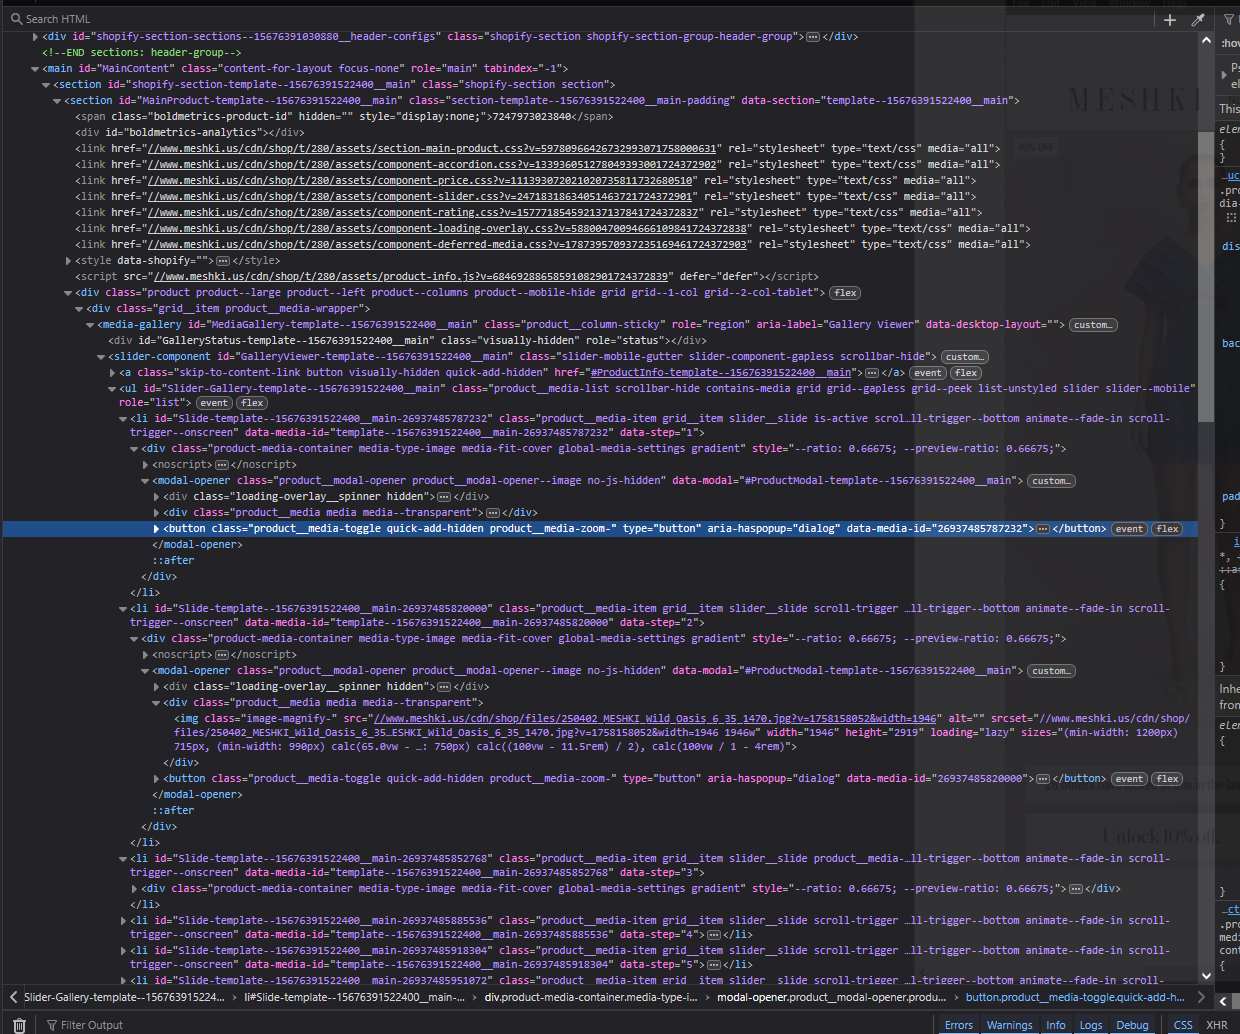 File Edit View Window Help
Search HTML
<div id="shopify-section-sections--15676391030880__header-configs" class="shopify-section shopify-section-group-header-group"> </div>
:hov
<!--END sections: header-group-->
<main id="MainContent" class="content-for-layout focus-none" role="main" tabindex="-1">
<section id="shopify-section-template--15676391522400__main" class="shopify-section section">
<section id="MainProduct-template--15676391522400__main" class="section-template--15676391522400__main-padding" data-section="template--15676391522400__main">
MESHKI
This
<span class="boldmetrics-product-id" hidden="" style="display:none;">7247973023840</span>
<div id="boldmetrics-analytics"></div>
<link href="//www.meshki.us/cdn/shop/t/280/assets/section-main-product.css?v=59780966426732993071758000631" rel="stylesheet" type="text/css" media="all">
40% OFF
<link href="//www.meshki.us/cdn/shop/t/280/assets/component-accordion.css?v=133936051278049393001724372902" rel="stylesheet" type="text/css" media="all">
<link href="//www.meshki.us/cdn/shop/t/280/assets/component-price.css?v=111393072021020735811732680510" rel="stylesheet" type="text/css" media="all">
<link href="//www.meshki.us/cdn/shop/t/280/assets/component-slider.css?v=24718318634051463721724372901" rel="stylesheet" type="text/css" media="all">
<link href="//www.meshki.us/cdn/shop/t/280/assets/component-rating.css?v=157771854592137137841724372837" rel="stylesheet" type="text/css" media="all">
<link href="//www.meshki.us/cdn/shop/t/280/assets/component-loading-overlay.css?v=58800470094666109841724372838" rel="stylesheet" type="text/css" media="all">
<link href="//www.meshki.us/cdn/shop/t/280/assets/component-deferred-media.css?v=17873957093723516946​1724372903" rel="stylesheet" type="text/css" media="all">
<style data-shopify=""> </style>
<script src="//www.meshki.us/cdn/shop/t/280/assets/product-info.js?v=68469288658591082901724372839" defer="defer"></script>
<div class="product product--large product--left product--columns product--mobile-hide grid grid--1-col grid--2-col-tablet"> flex
<div class="grid__item product__media-wrapper">
<media-gallery id="MediaGallery-template--15676391522400__main" class="product__column-sticky" role="region" aria-label="Gallery Viewer" data-desktop-layout=""> custom…
<div id="GalleryStatus-template--15676391522400__main" class="visually-hidden" role="status"></div>
<slider-component id="GalleryViewer-template--15676391522400__main" class="slider-mobile-gutter slider-component-gapless scrollbar-hide"> custom…
<a class="skip-to-content-link button visually-hidden quick-add-hidden" href="#ProductInfo-template--15676391522400__main"> </a> event flex
<ul id="Slider-Gallery-template--15676391522400__main" class="product__media-list scrollbar-hide contains-media grid grid--gapless grid--peek list-unstyled slider slider--mobile"
role="list"> event flex
<li id="Slide-template--15676391522400__main-26937485787232" class="product__media-item grid__item slider__slide is-active scrol…ll-trigger--bottom animate--fade-in scroll-
trigger--onscreen" data-media-id="template--15676391522400__main-26937485787232" data-step="1">
<div class="product-media-container media-type-image media-fit-cover global-media-settings gradient" style="--ratio: 0.66675; --preview-ratio: 0.66675;">
<noscript> </noscript>
<modal-opener class="product__modal-opener product__modal-opener--image no-js-hidden" data-modal="#ProductModal-template--15676391522400__main"> custom…
<div class="loading-overlay__spinner hidden"> </div>
<div class="product__media media media--transparent"> </div>
<button class="product__media-toggle quick-add-hidden product__media-zoom-" type="button" aria-haspopup="dialog" data-media-id="26937485787232"> </button> event flex
</modal-opener>
::after
</div>
</li>
<li id="Slide-template--15676391522400__main-26937485820000" class="product__media-item grid__item slider__slide scroll-trigger …ll-trigger--bottom animate--fade-in scroll-
trigger--onscreen" data-media-id="template--15676391522400__main-26937485820000" data-step="2">
<div class="product-media-container media-type-image media-fit-cover global-media-settings gradient" style="--ratio: 0.66675; --preview-ratio: 0.66675;">
<noscript> </noscript>
<modal-opener class="product__modal-opener product__modal-opener--image no-js-hidden" data-modal="#ProductModal-template--15676391522400__main"> custom…
<div class="loading-overlay__spinner hidden"> </div>
<div class="product__media media media--transparent">
<img class="image-magnify-" src="//www.meshki.us/cdn/shop/files/250402_MESHKI_Wild_Oasis_6_35_1470.jpg?v=1758158052&width=1946" alt="" srcset="//www.meshki.us/cdn/shop/
files/250402_MESHKI_Wild_Oasis_6_35…ESHKI_Wild_Oasis_6_35_1470.jpg?v=1758158052&width=1946 1946w" width="1946" height="2919" loading="lazy" sizes="(min-width: 1200px)
715px, (min-width: 990px) calc(65.0vw - …: 750px) calc((100vw - 11.5rem) / 2), calc(100vw / 1 - 4rem)">
</div>
<button class="product__media-toggle quick-add-hidden product__media-zoom-" type="button" aria-haspopup="dialog" data-media-id="26937485820000"> </button> event flex
</modal-opener>
::after
</div>
</li>
Unlock 10% off.
<li id="Slide-template--15676391522400__main-26937485852768" class="product__media-item grid__item slider__slide product__media-…ll-trigger--bottom animate--fade-in scroll-
trigger--onscreen" data-media-id="template--15676391522400__main-26937485852768" data-step="3">
<div class="product-media-container media-type-image media-fit-cover global-media-settings gradient" style="--ratio: 0.66675; --preview-ratio: 0.66675;"> </div>
</li>
<li id="Slide-template--15676391522400__main-26937485885536" class="product__media-item grid__item slider__slide scroll-trigger …ll-trigger--bottom animate--fade-in scroll-
trigger--onscreen" data-media-id="template--15676391522400__main-26937485885536" data-step="4"> </li>
<li id="Slide-template--15676391522400__main-26937485918304" class="product__media-item grid__item slider__slide scroll-trigger …ll-trigger--bottom animate--fade-in scroll-
trigger--onscreen" data-media-id="template--15676391522400__main-26937485918304" data-step="5"> </li>
<li id="Slide-template--15676391522400__main-26937485951072" class="product__media-item grid__item slider__slide scroll-trigger …ll-trigger--bottom animate--fade-in scroll-
Slider-Gallery-template--156763915224… li#Slide-template--15676391522400__main-… div.product-media-container.media-type-i… modal-opener.product__modal-opener.produ… button.product__media-toggle.quick-add-h…
Filter Output
Errors Warnings Info Logs Debug CSS XHR